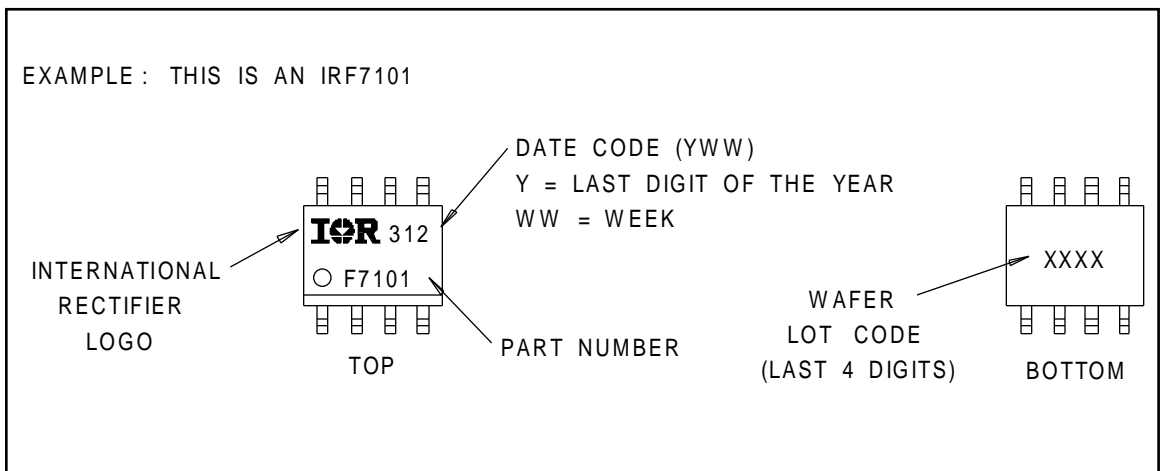 EXAMPLE : THIS IS AN IRF7101
DATE CODE (YWW)
Y = LAST DIGIT OF THE YEAR
WW = WEEK
IOR 312
F7101
INTERNATIONAL
RECTIFIER
LOGO
PART NUMBER
TOP
XXXX
WAFER
LOT CODE
(LAST 4 DIGITS)
BOTTOM